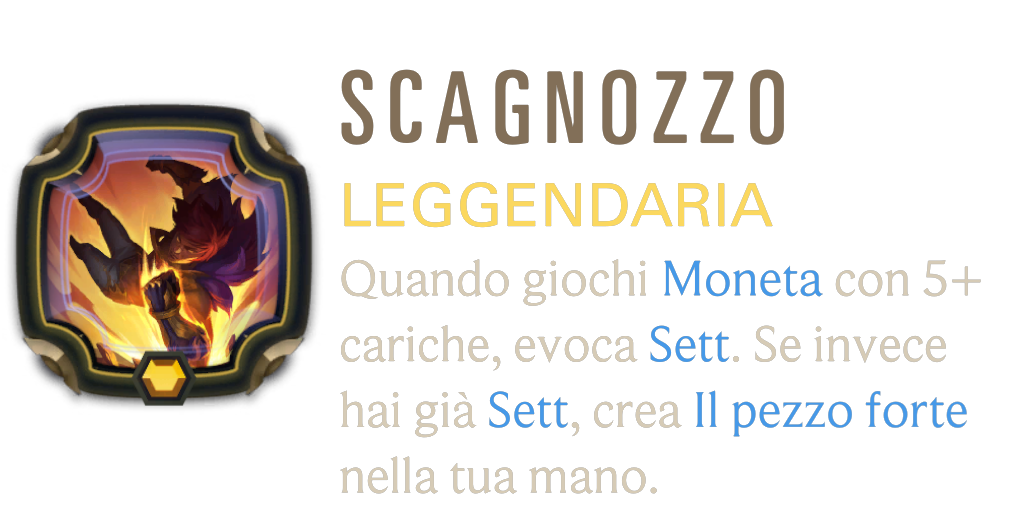 SCAGNOZZO
LEGGENDARIA
Quando giochi Moneta con 5+
cariche, evoca Sett. Se invece
hai già Sett, crea Il pezzo forte
nella tua mano.